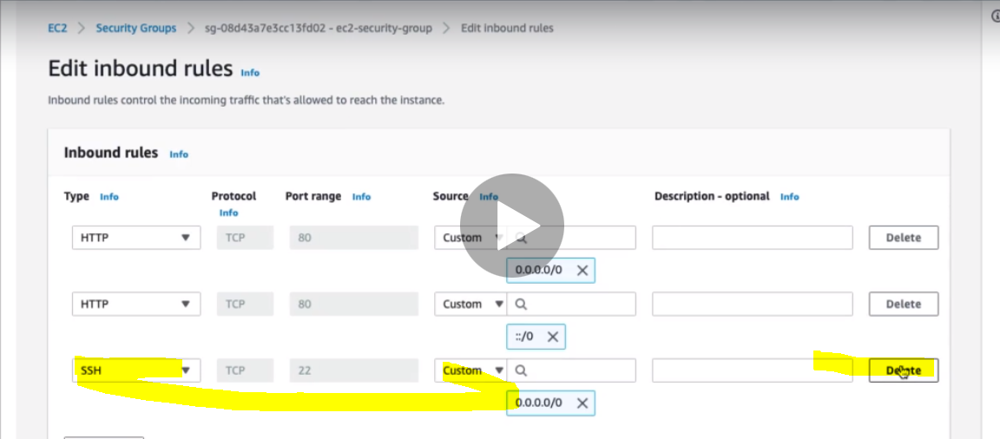 EC2 > Security Groups > sg-08d43a7e3cc13fd02 - ec2-security-group > Edit inbound rules
Edit inbound rules Info
Inbound rules control the incoming traffic that's allowed to reach the instance.
Inbound rules Info
Type Info Protocol Info Port range Info Source Info Description - optional Info
HTTP TCP 80 Custom Delete
0.0.0.0/0
HTTP TCP 80 Custom Delete
::/0
SSH TCP 22 Custom Delete
0.0.0.0/0